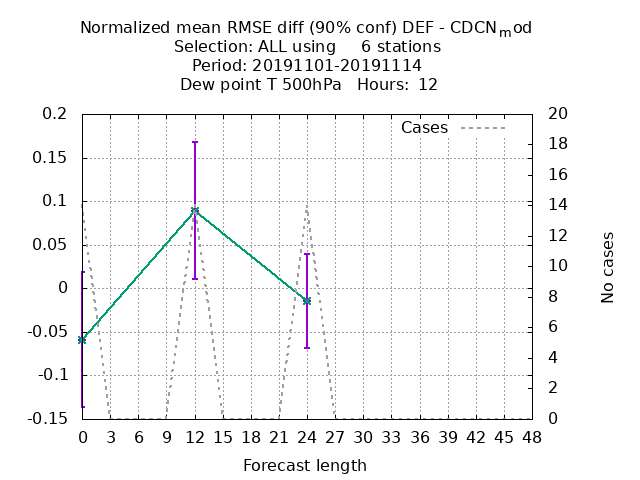 Normalized mean RMSE diff (90% conf) DEF - CDCNmod
Selection: ALL using 6 stations
Period: 20191101-20191114
Dew point T 500hPa Hours: 12
Cases
0.2
0.15
0.1
0.05
0
-0.05
-0.1
-0.15
20
18
16
14
12
10
8
6
4
2
0
No cases
0 3 6 9 12 15 18 21 24 27 30 33 36 39 42 45 48
Forecast length